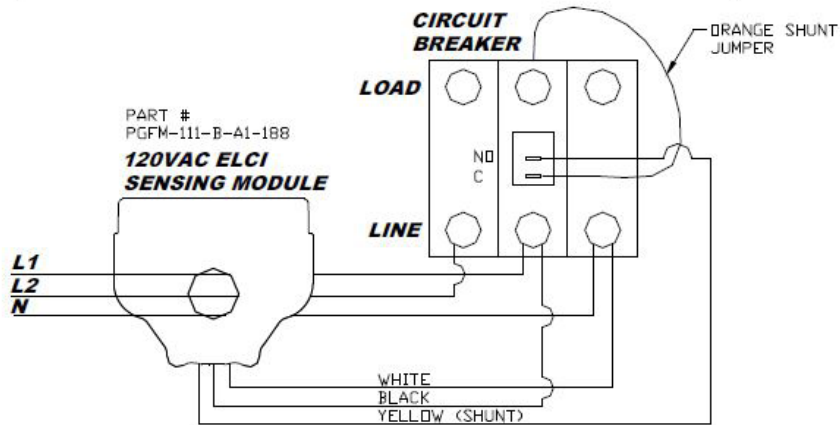 CIRCUIT
BREAKER
ORANGE SHUNT
JUMPER
LOAD
PART #
PGFM-111-B-A1-188
120VAC ELCI
SENSING MODULE
NO
C
LINE
L1
L2
N
WHITE
BLACK
YELLOW (SHUNT)